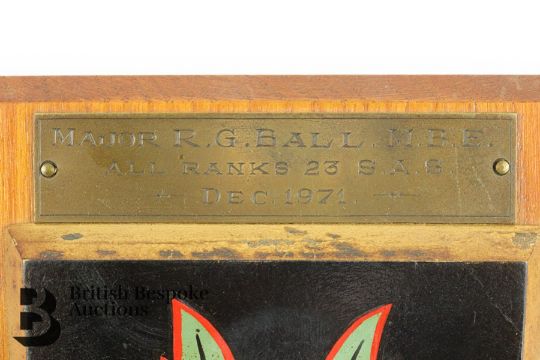 MAJOR R.G. BALL. M.B.E.
ALL RANKS 23 S.A.S.
DEC. 1971.
B
British Bespoke
Auctions